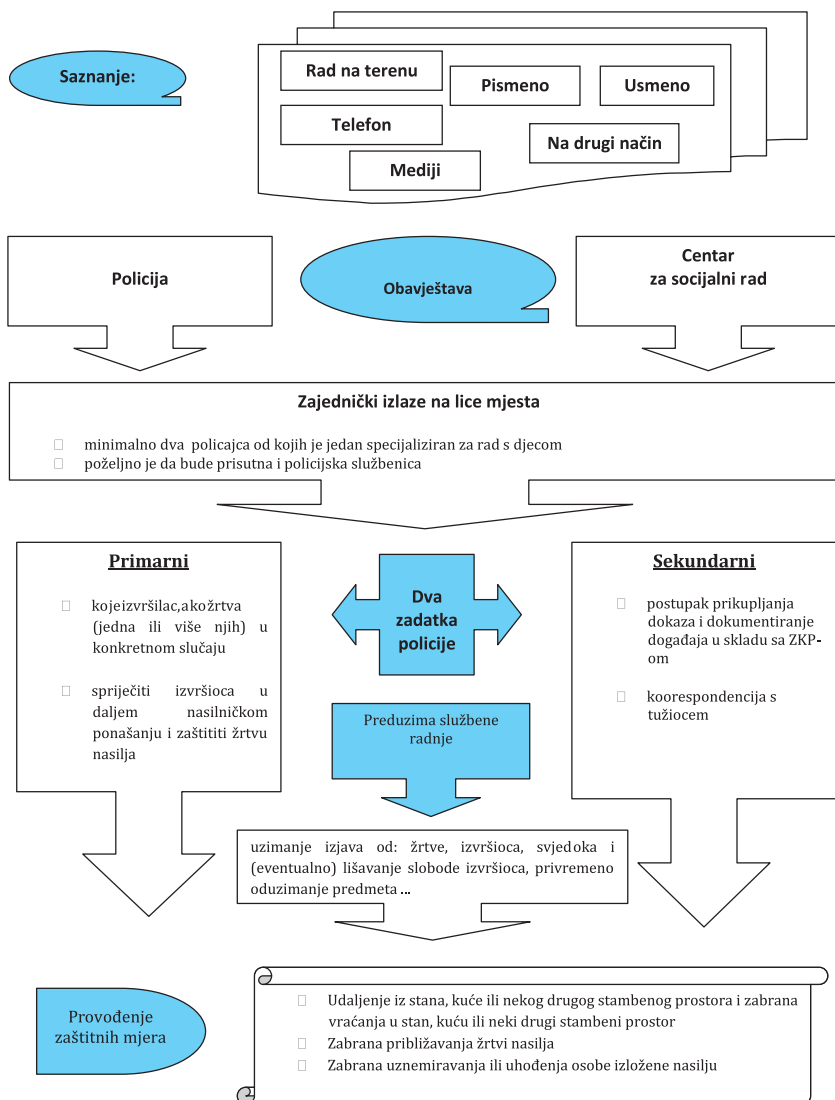 Saznanje:
Rad na terenu
Pismeno
Usmeno
Telefon
Na drugi način
Mediji
Policija
Obavještava
Centar
za socijalni rad
Zajednički izlaze na lice mjesta
minimalno dva policajca od kojih je jedan specijaliziran za rad s djecom
poželjno je da bude prisutna i policijska službenica
Primarni
kojeizvršilac,akožrtva
(jedna ili više njih) u
konkretnom slučaju
spriječiti izvršioca u
daljem nasilničkom
ponašanju i zaštititi žrtvu
nasilja
Dva
zadatka
policije
Sekundarni
postupak prikupljanja
dokaza i dokumentiranje
događaja u skladu sa ZKP-
om
koorespondencija s
tužiocem
Preduzima službene
radnje
uzimanje izjava od: žrtve, izvršioca, svjedoka i
(eventualno) lišavanje slobode izvršioca, privremeno
oduzimanje predmeta ...
Provođenje
zaštitnih mjera
Udaljenje iz stana, kuće ili nekog drugog stambenog prostora i zabrana
vraćanja u stan, kuću ili neki drugi stambeni prostor
Zabrana približavanja žrtvi nasilja
Zabrana uznemiravanja ili uhođenja osobe izložene nasilju